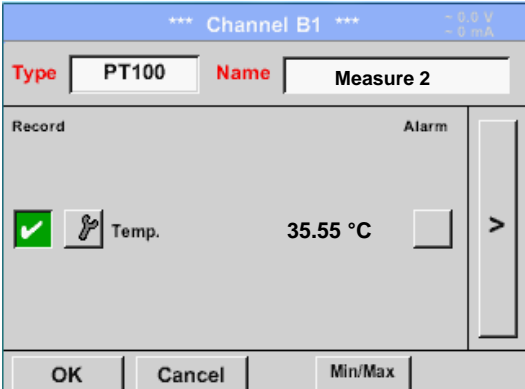 *** Channel B1 ***
~ 0.0 V
~ 0 mA
Type PT100 Name Measure 2
Record Alarm
Temp. 35.55 °C >
OK Cancel Min/Max